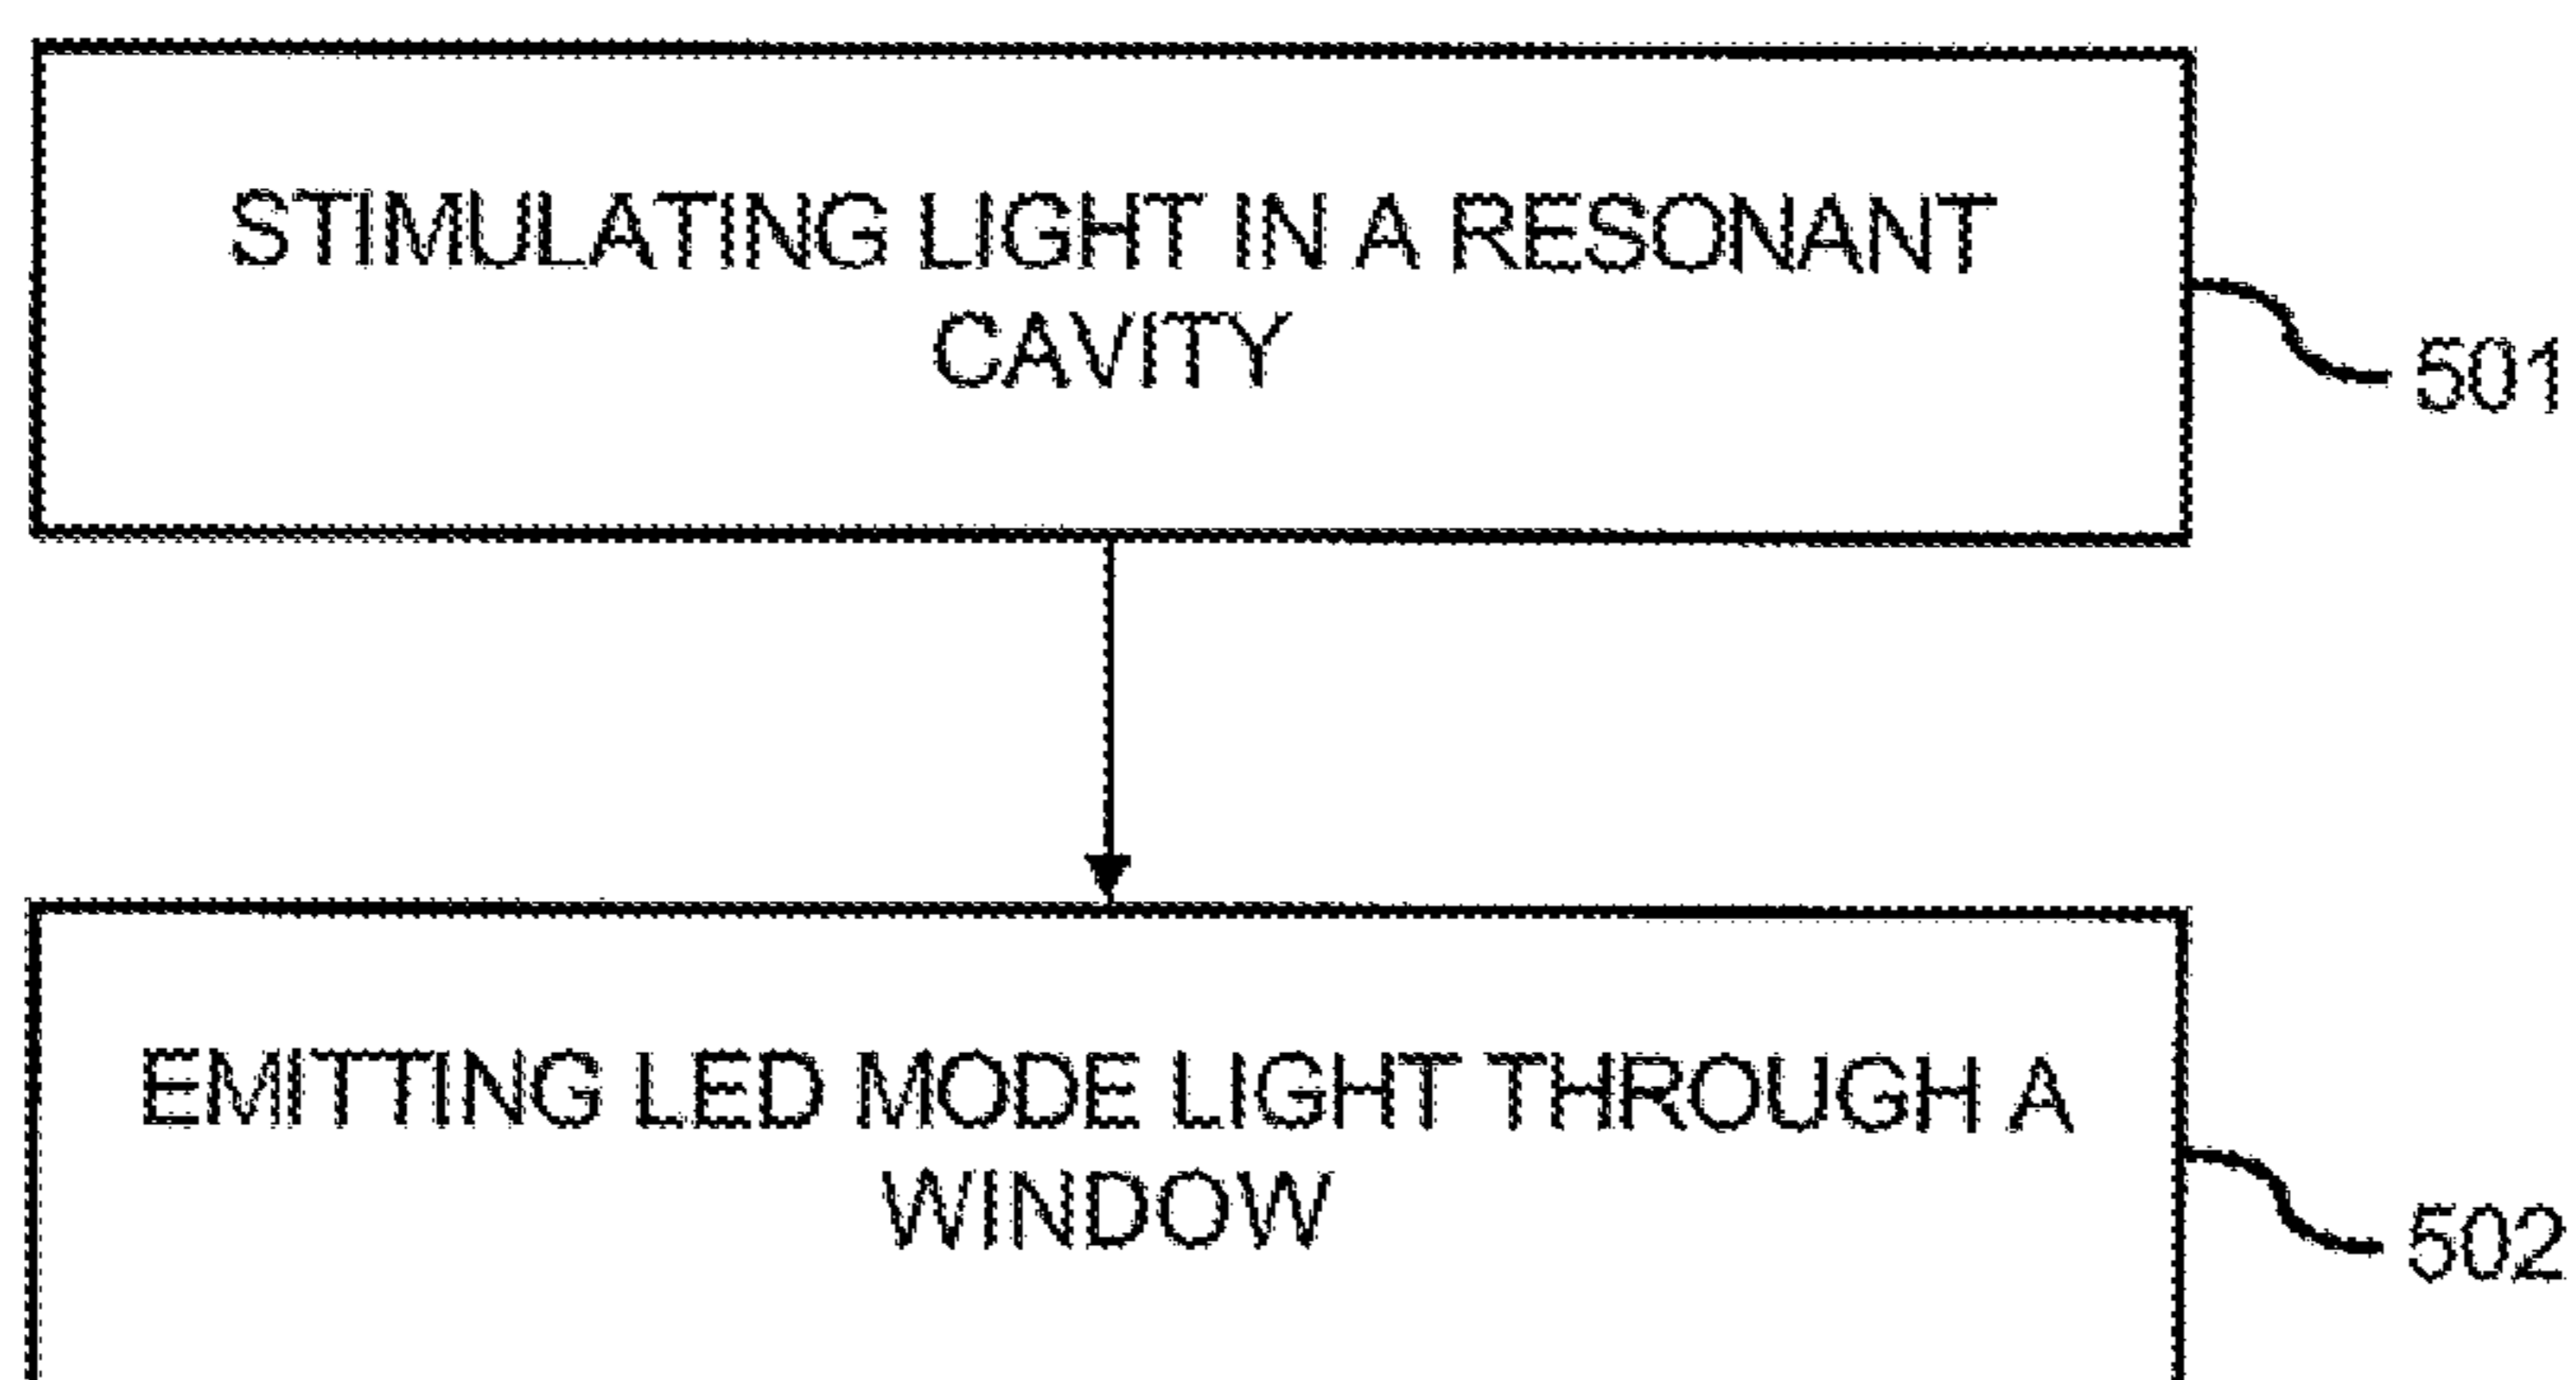 STIMULATING LIGHT IN A RESONANT
CAVITY
501
EMITTING LED MODE LIGHT THROUGH A
WINDOW
502